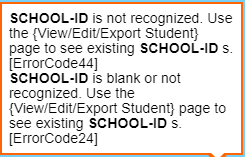 SCHOOL-ID is not recognized. Use
the {View/Edit/Export Student}
page to see existing SCHOOL-ID s.
[ErrorCode44]
SCHOOL-ID is blank or not
recognized. Use the
{View/Edit/Export Student} page to
see existing SCHOOL-ID s.
[ErrorCode24]